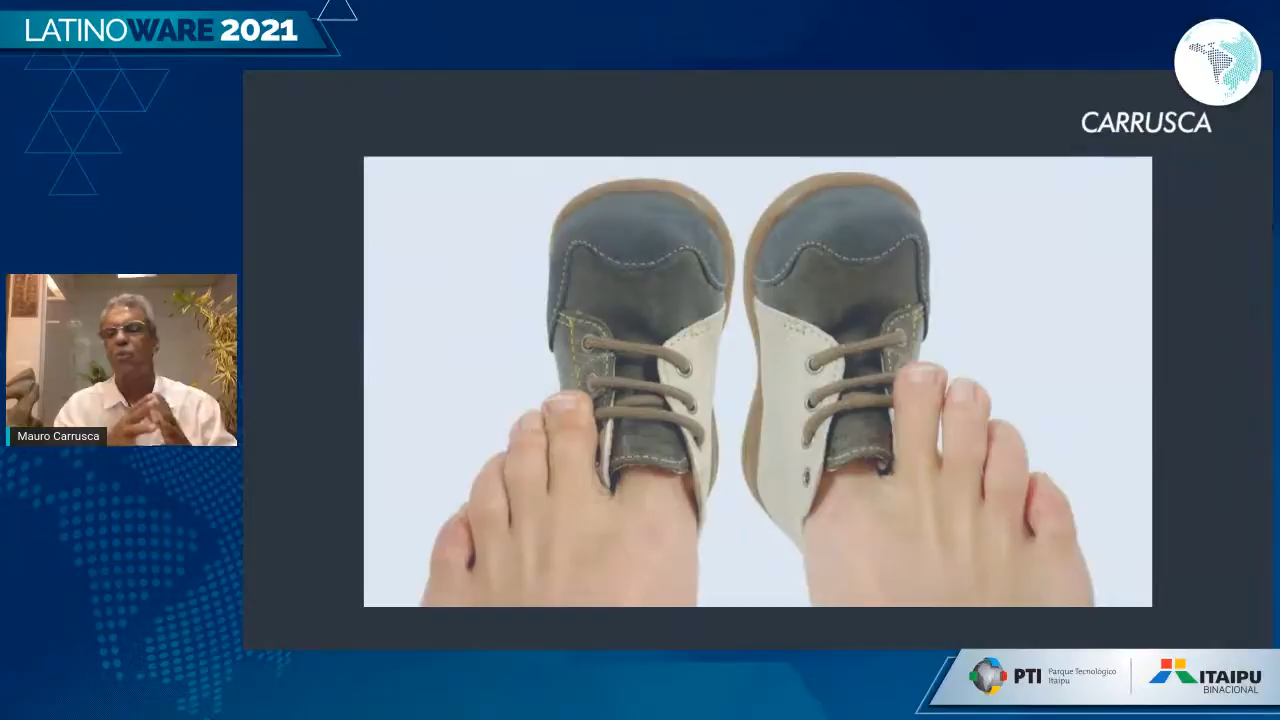 LATINOWARE 2021
CARRUSCA
Mauro Carrusca
PTI
Parque Tecnológico
Itaipu
ITAIPU
BINACIONAL